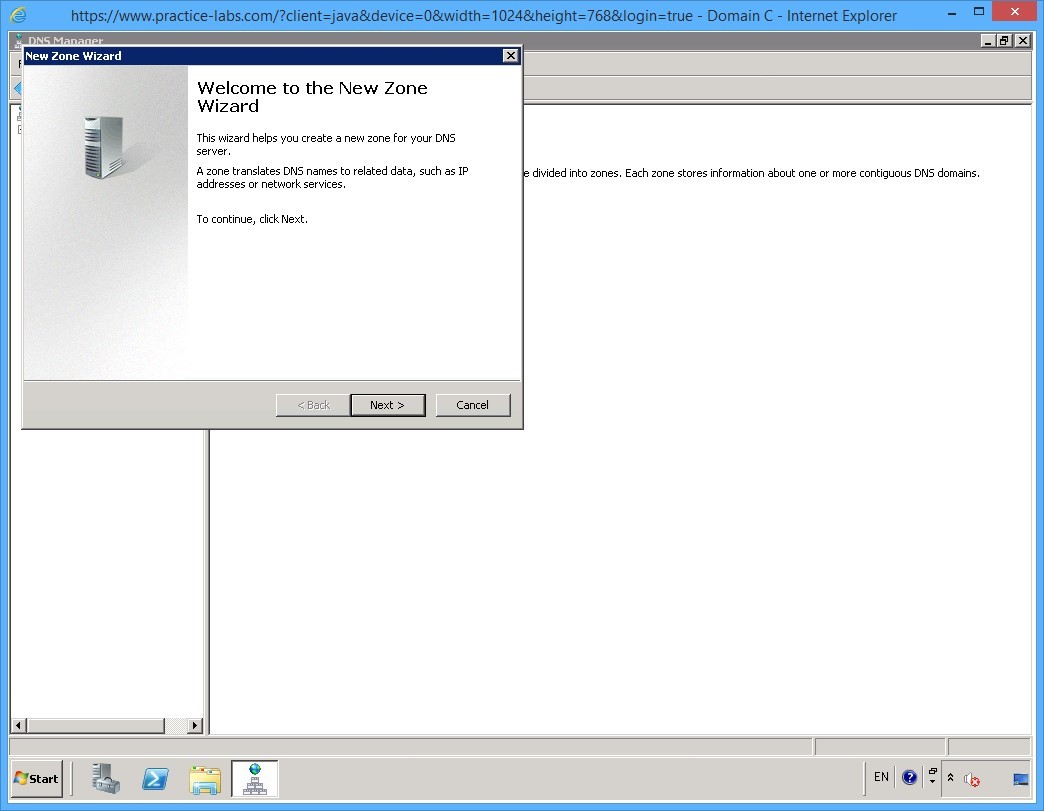 https://www.practice-labs.com/?client=java&device=0&width=1024&height=768&login=true - Domain C - Internet Explorer
DNS Manager
New Zone Wizard
Welcome to the New Zone
Wizard
This wizard helps you create a new zone for your DNS
server.
A zone translates DNS names to related data, such as IP
addresses or network services.
To continue, click Next.
< Back
Next >
Cancel
e divided into zones. Each zone stores information about one or more contiguous DNS domains.
Start
EN